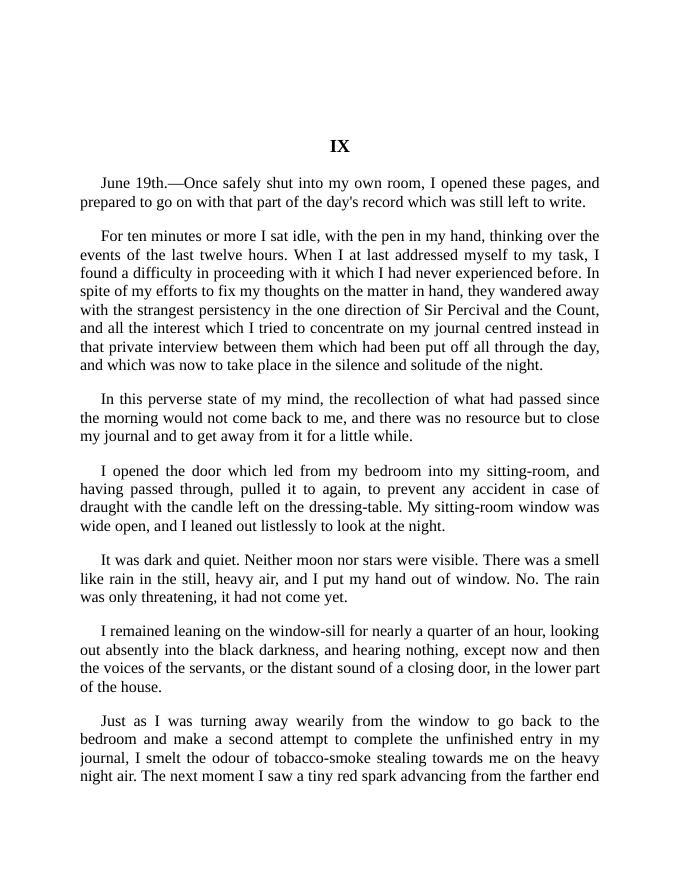 IX
June 19th.—Once safely shut into my own room, I opened these pages, and
prepared to go on with that part of the day's record which was still left to write.
For ten minutes or more I sat idle, with the pen in my hand, thinking over the
events of the last twelve hours. When I at last addressed myself to my task, I
found a difficulty in proceeding with it which I had never experienced before. In
spite of my efforts to fix my thoughts on the matter in hand, they wandered away
with the strangest persistency in the one direction of Sir Percival and the Count,
and all the interest which I tried to concentrate on my journal centred instead in
that private interview between them which had been put off all through the day,
and which was now to take place in the silence and solitude of the night.
In this perverse state of my mind, the recollection of what had passed since
the morning would not come back to me, and there was no resource but to close
my journal and to get away from it for a little while.
I opened the door which led from my bedroom into my sitting-room, and
having passed through, pulled it to again, to prevent any accident in case of
draught with the candle left on the dressing-table. My sitting-room window was
wide open, and I leaned out listlessly to look at the night.
It was dark and quiet. Neither moon nor stars were visible. There was a smell
like rain in the still, heavy air, and I put my hand out of window. No. The rain
was only threatening, it had not come yet.
I remained leaning on the window-sill for nearly a quarter of an hour, looking
out absently into the black darkness, and hearing nothing, except now and then
the voices of the servants, or the distant sound of a closing door, in the lower part
of the house.
Just as I was turning away wearily from the window to go back to the
bedroom and make a second attempt to complete the unfinished entry in my
journal, I smelt the odour of tobacco-smoke stealing towards me on the heavy
night air. The next moment I saw a tiny red spark advancing from the farther end